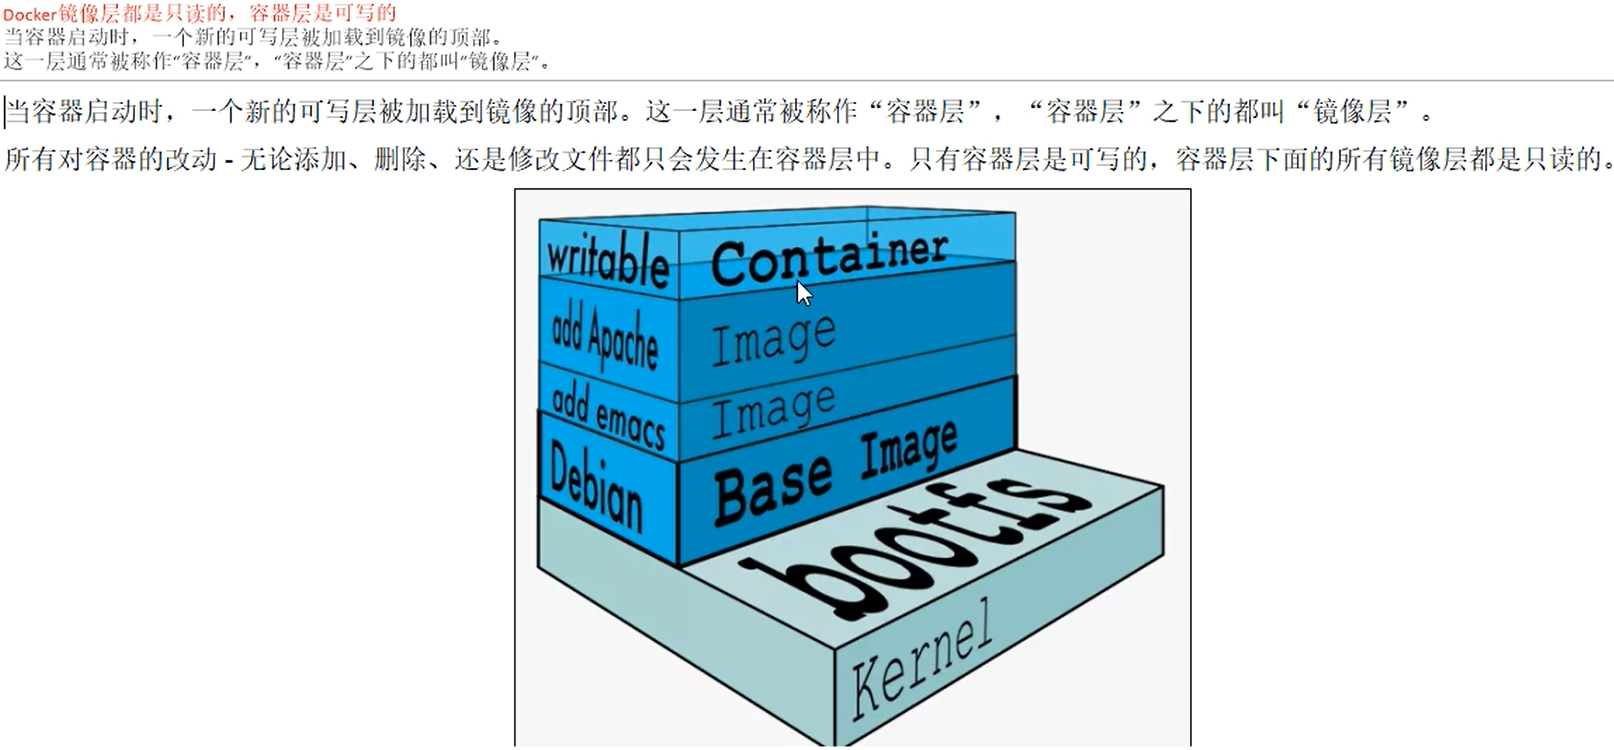 Docker镜像层都是只读的，容器层是可写的
当容器启动时，一个新的可写层被加载到镜像的顶部。
这一层通常被称作"容器层"，"容器层"之下的都叫"镜像层"。
当容器启动时，一个新的可写层被加载到镜像的顶部。这一层通常被称作“容器层”，“容器层”之下的都叫“镜像层”。
所有对容器的改动 - 无论添加、删除、还是修改文件都只会发生在容器层中。只有容器层是可写的，容器层下面的所有镜像层都是只读的。
writable Container
add Apache Image
add emacs Image
Debian Base Image
bootfs
Kernel